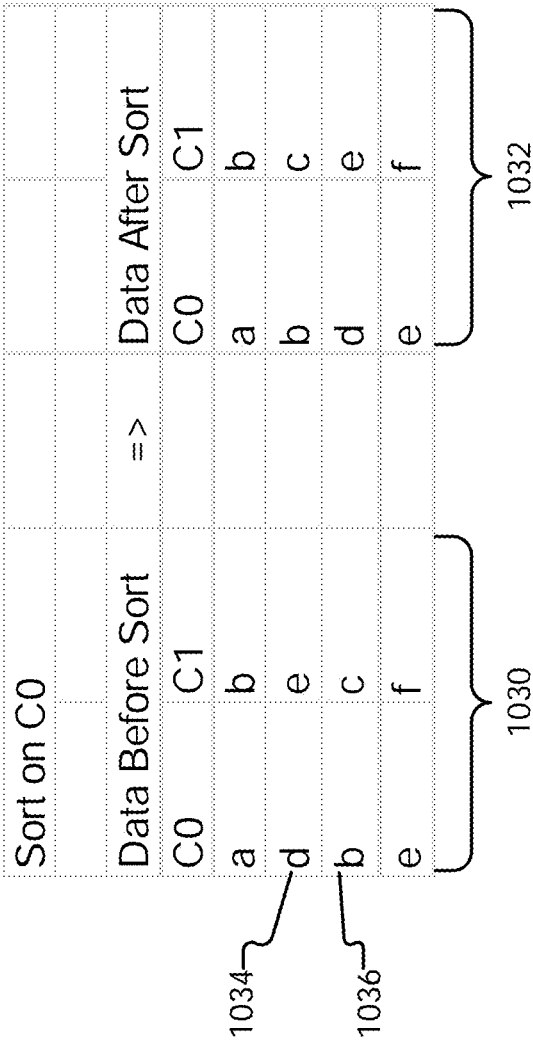 Sort on C0
Data Before Sort => Data After Sort
C0 C1 C0 C1
a b a b
1034 d e b c
1036 b c d e
e f e f
1030 1032